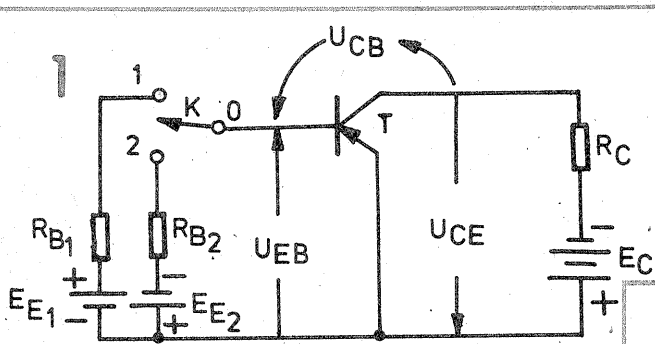 1
U_CB
1
K
0
T
2
R_C
R_B1
R_B2
U_EB
U_CE
−
E_C
+
+
−
E_E1
E_E2
−
+